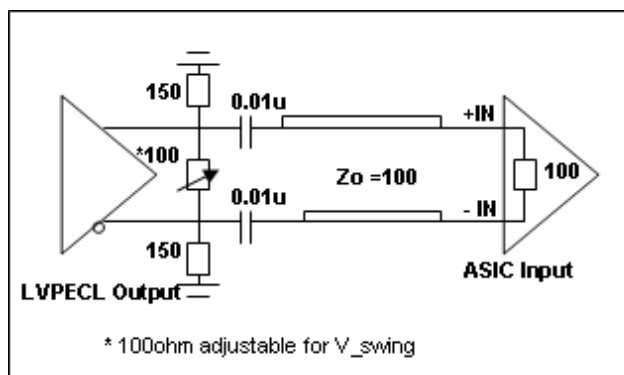 150
0.01u
+IN
*100
Zo =100
100
0.01u
- IN
150
LVPECL Output
ASIC Input
* 100ohm adjustable for V_swing